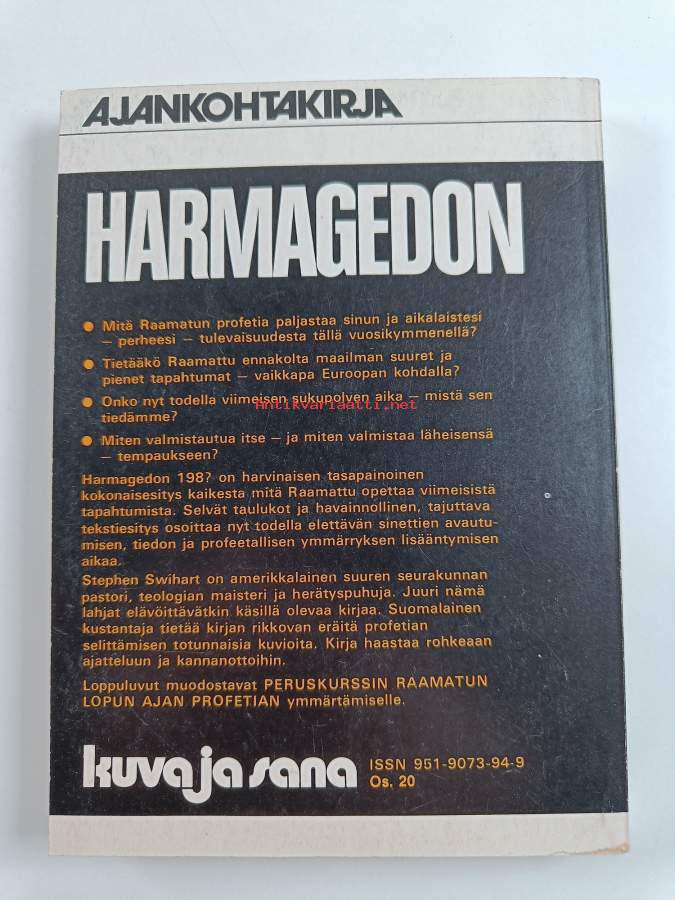 AJANKOHTAKIRJA
HARMAGEDON
● Mitä Raamatun profetia paljastaa sinun ja aikalaistesi
— perheesi — tulevaisuudesta tällä vuosikymmenellä?
● Tietääkö Raamattu ennakolta maailman suuret ja
pienet tapahtumat — vaikkapa Euroopan kohdalla?
● Onko nyt todella viimeisen sukupolven aika — mistä sen
antikvariaatti.net
tiedämme?
● Miten valmistautua itse — ja miten valmistaa läheisensä
— tempaukseen?
Harmagedon 198? on harvinaisen tasapainoinen
kokonaisesitys kaikesta mitä Raamattu opettaa viimeisistä
tapahtumista. Selvät taulukot ja havainnollinen, tajuttava
tekstiesitys osoittaa nyt todella elettävän sinettien avautu-
misen, tiedon ja profeetallisen ymmärryksen lisääntymisen
aikaa.
Stephen Swihart on amerikkalainen suuren seurakunnan
pastori, teologian maisteri ja herätyspuhuja. Juuri nämä
lahjat elävöittävätkin käsillä olevaa kirjaa. Suomalainen
kustantaja tietää kirjan rikkovan eräitä profetian
selittämisen totunnaisia kuvioita. Kirja haastaa rohkeaan
ajatteluun ja kannanottoihin.
Loppuluvut muodostavat PERUSKURSSIN RAAMATUN
LOPUN AJAN PROFETIAN ymmärtämiselle.
kuva ja sana
ISSN 951-9073-94-9
Os. 20